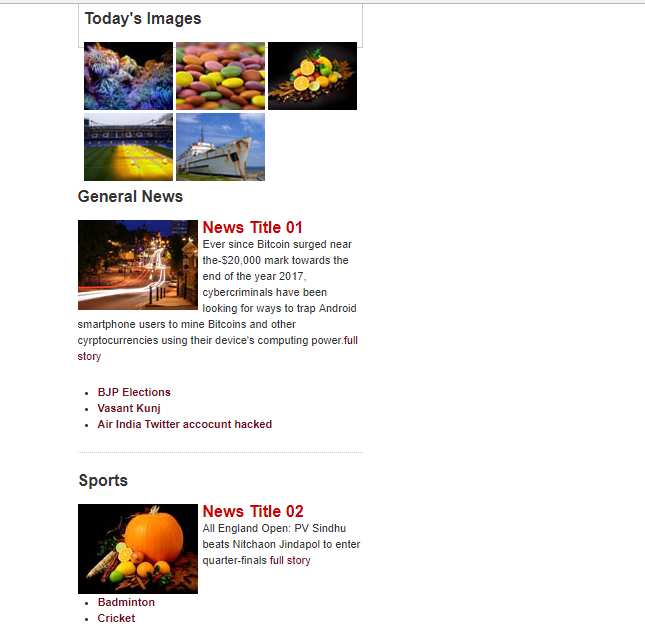 Today's Images
General News
News Title 01
Ever since Bitcoin surged near
the-$20,000 mark towards the
end of the year 2017,
cybercriminals have been
looking for ways to trap Android
smartphone users to mine Bitcoins and other
cyrptocurrencies using their device's computing power.full
story
BJP Elections
Vasant Kunj
Air India Twitter accocunt hacked
Sports
News Title 02
All England Open: PV Sindhu
beats Nitchaon Jindapol to enter
quarter-finals full story
Badminton
Cricket